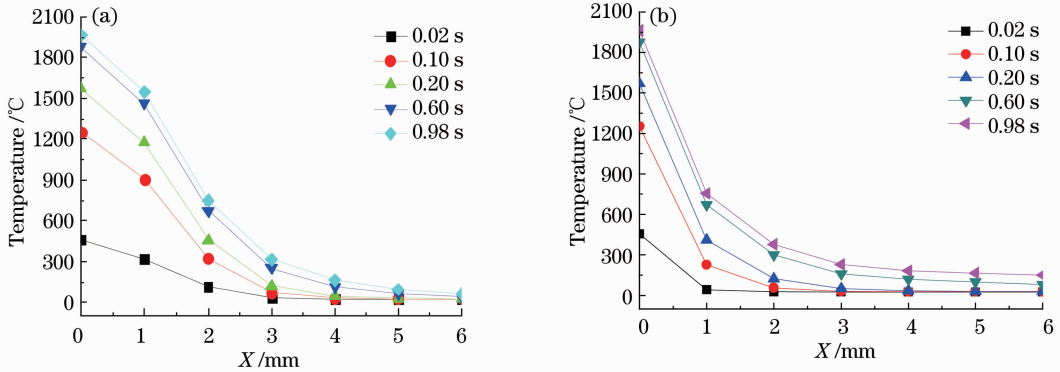 (a)
2100
1800
1500
1200
900
600
300
0
Temperature /℃
0 1 2 3 4 5 6
X /mm
0.02 s
0.10 s
0.20 s
0.60 s
0.98 s
(b)
2100
1800
1500
1200
900
600
300
0
Temperature /℃
0 1 2 3 4 5 6
X /mm
0.02 s
0.10 s
0.20 s
0.60 s
0.98 s